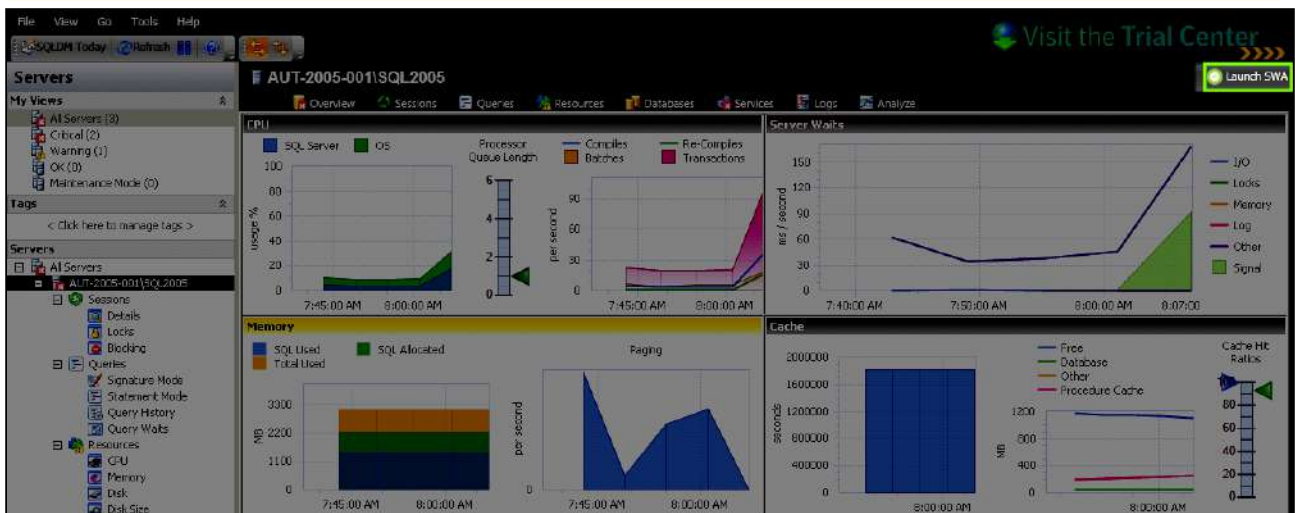 File View Go Tools Help
SQLDM Today Refresh
Visit the Trial Center
Servers
AUT-2005-001\SQL2005
Launch SWA
My Views
Overview Sessions Queries Resources Databases Services Logs Analyze
All Servers (3)
Critical (2)
Warning (1)
OK (0)
Maintenance Mode (0)
Tags
< Click here to manage tags >
Servers
All Servers
AUT-2005-001\SQL2005
Sessions
Details
Locks
Blocking
Queries
Signature Mode
Statement Mode
Query History
Query Waits
Resources
CPU
Memory
Disk
Disk Size
CPU
SQL Server OS
Processor Queue Length
Compiles Re-Compiles
Batches Transactions
100
80
60
40
20
0
usage %
7:45:00 AM 8:00:00 AM
6
4
2
0
90
60
30
0
per second
7:45:00 AM 8:00:00 AM
Server Waits
150
120
90
60
30
0
ms / second
7:40:00 AM 7:50:00 AM 8:00:00 AM 8:07:00
I/O
Locks
Memory
Log
Other
Signal
Memory
SQL Used SQL Allocated
Total Used
3300
2200
1100
0
MB
7:45:00 AM 8:00:00 AM
Paging
per second
0
7:45:00 AM 8:00:00 AM
Cache
2000000
1600000
1200000
800000
400000
0
seconds
8:00:00 AM
Free
Database
Other
Procedure Cache
1200
800
400
0
MB
8:00:00 AM
Cache Hit
Ratios
80
60
40
20
0